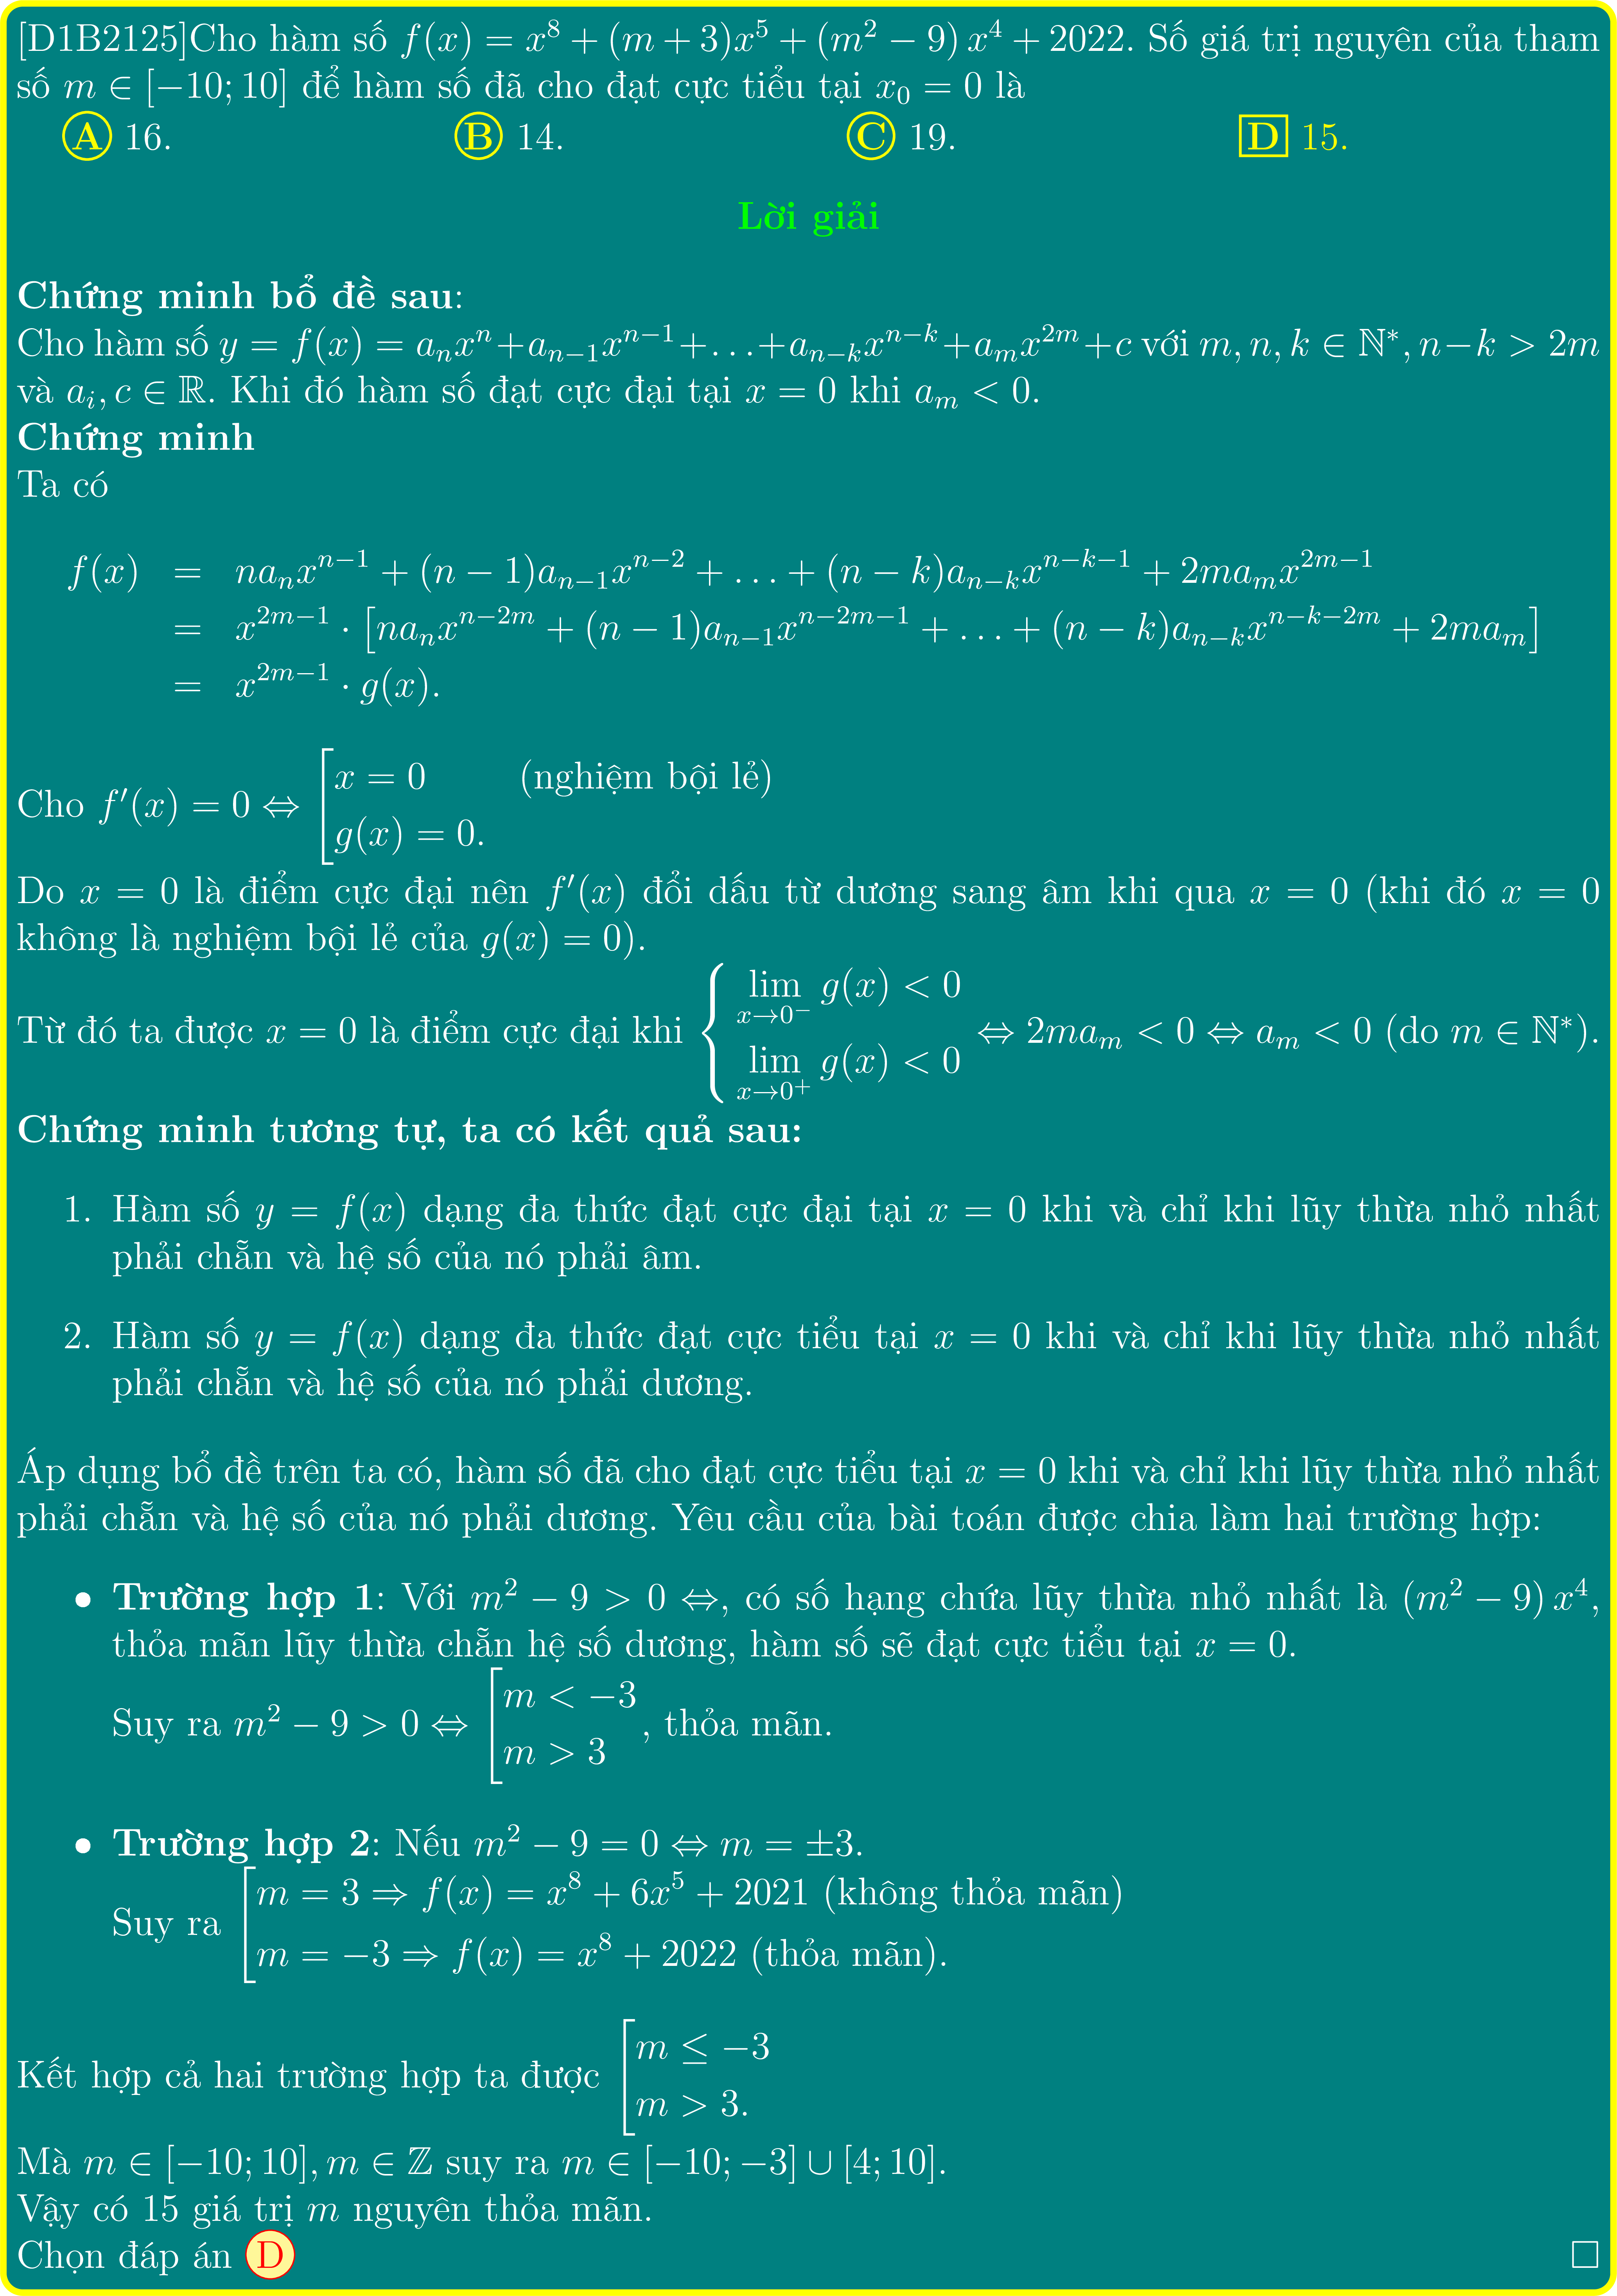 [D1B2125]Cho hàm số $f(x) = x^8 + (m + 3)x^5 + (m^2 - 9) x^4 + 2022$. Số giá trị nguyên của tham
số $m \in [-10; 10]$ để hàm số đã cho đạt cực tiểu tại $x_0 = 0$ là
A 16. B 14. C 19. D 15.
Lời giải
Chứng minh bổ đề sau:
Cho hàm số $y = f(x) = a_n x^n + a_{n-1}x^{n-1} + \ldots + a_{n-k}x^{n-k} + a_m x^{2m} + c$ với $m, n, k \in \mathbb{N}^*, n-k > 2m$
và $a_i, c \in \mathbb{R}$. Khi đó hàm số đạt cực đại tại $x = 0$ khi $a_m < 0$.
Chứng minh
Ta có
$f(x) = na_n x^{n-1} + (n-1)a_{n-1}x^{n-2} + \ldots + (n-k)a_{n-k}x^{n-k-1} + 2ma_m x^{2m-1}$
$= x^{2m-1} \cdot [na_n x^{n-2m} + (n-1)a_{n-1}x^{n-2m-1} + \ldots + (n-k)a_{n-k}x^{n-k-2m} + 2ma_m]$
$= x^{2m-1} \cdot g(x).$
Cho $f'(x) = 0 \Leftrightarrow \left[\begin{array}{l} x = 0 \quad \text{(nghiệm bội lẻ)} \\ g(x) = 0. \end{array}\right.$
Do $x = 0$ là điểm cực đại nên $f'(x)$ đổi dấu từ dương sang âm khi qua $x = 0$ (khi đó $x = 0$
không là nghiệm bội lẻ của $g(x) = 0$).
Từ đó ta được $x = 0$ là điểm cực đại khi $\left\{\begin{array}{l} \lim\limits_{x \to 0^-} g(x) < 0 \\ \lim\limits_{x \to 0^+} g(x) < 0 \end{array}\right. \Leftrightarrow 2ma_m < 0 \Leftrightarrow a_m < 0$ (do $m \in \mathbb{N}^*$).
Chứng minh tương tự, ta có kết quả sau:
1. Hàm số $y = f(x)$ dạng đa thức đạt cực đại tại $x = 0$ khi và chỉ khi lũy thừa nhỏ nhất
phải chẵn và hệ số của nó phải âm.
2. Hàm số $y = f(x)$ dạng đa thức đạt cực tiểu tại $x = 0$ khi và chỉ khi lũy thừa nhỏ nhất
phải chẵn và hệ số của nó phải dương.
Áp dụng bổ đề trên ta có, hàm số đã cho đạt cực tiểu tại $x = 0$ khi và chỉ khi lũy thừa nhỏ nhất
phải chẵn và hệ số của nó phải dương. Yêu cầu của bài toán được chia làm hai trường hợp:
• Trường hợp 1: Với $m^2 - 9 > 0 \Leftrightarrow$, có số hạng chứa lũy thừa nhỏ nhất là $(m^2 - 9) x^4$,
thỏa mãn lũy thừa chẵn hệ số dương, hàm số sẽ đạt cực tiểu tại $x = 0$.
Suy ra $m^2 - 9 > 0 \Leftrightarrow \left[\begin{array}{l} m < -3 \\ m > 3 \end{array}\right.$, thỏa mãn.
• Trường hợp 2: Nếu $m^2 - 9 = 0 \Leftrightarrow m = \pm 3$.
Suy ra $\left[\begin{array}{l} m = 3 \Rightarrow f(x) = x^8 + 6x^5 + 2021 \text{ (không thỏa mãn)} \\ m = -3 \Rightarrow f(x) = x^8 + 2022 \text{ (thỏa mãn)}. \end{array}\right.$
Kết hợp cả hai trường hợp ta được $\left[\begin{array}{l} m \leq -3 \\ m > 3. \end{array}\right.$
Mà $m \in [-10; 10], m \in \mathbb{Z}$ suy ra $m \in [-10; -3] \cup [4; 10]$.
Vậy có 15 giá trị $m$ nguyên thỏa mãn.
Chọn đáp án D □